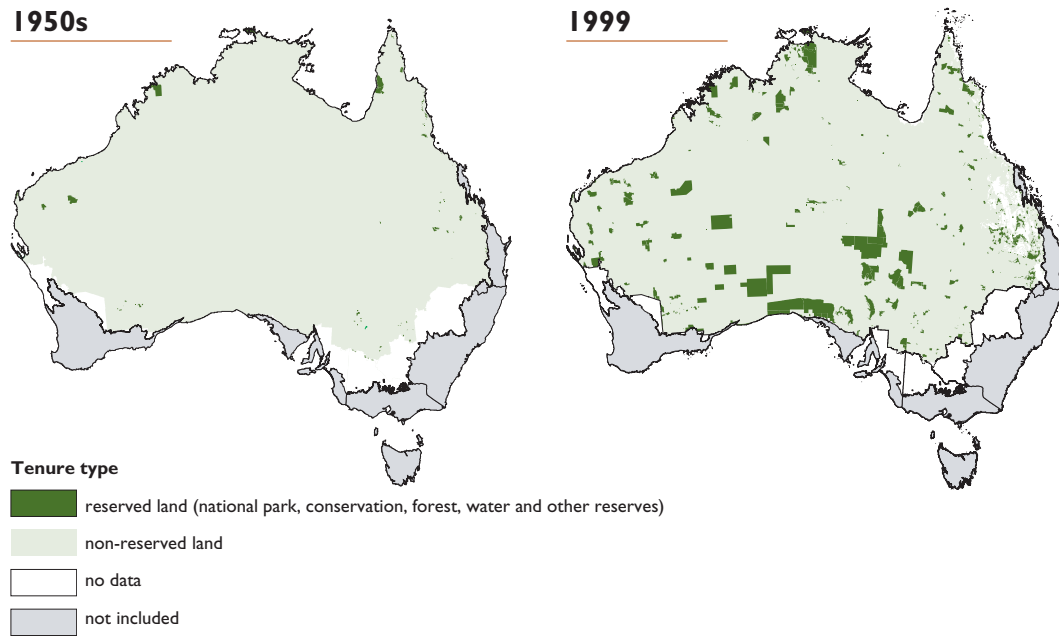 1950s
1999
Tenure type
reserved land (national park, conservation, forest, water and other reserves)
non-reserved land
no data
not included